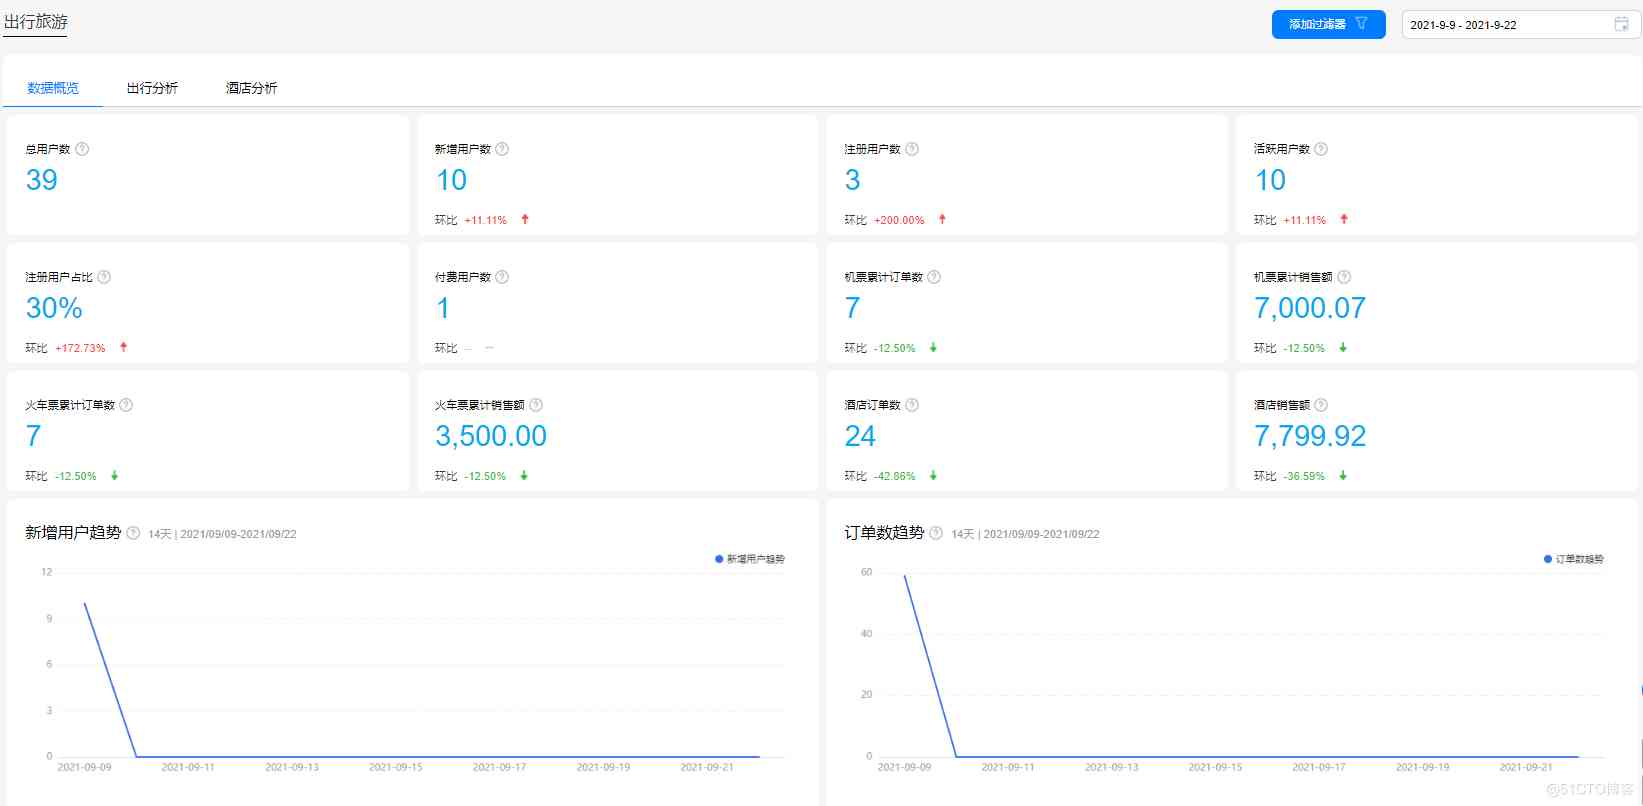 出行旅游
添加过滤器
2021-9-9 - 2021-9-22
数据概览 出行分析 酒店分析
总用户数 新增用户数 注册用户数 活跃用户数
39 10 3 10
环比 +11.11% 环比 +200.00% 环比 +11.11%
注册用户占比 付费用户数 机票累计订单数 机票累计销售额
30% 1 7 7,000.07
环比 +172.73% 环比 -- -- 环比 -12.50% 环比 -12.50%
火车票累计订单数 火车票累计销售额 酒店订单数 酒店销售额
7 3,500.00 24 7,799.92
环比 -12.50% 环比 -12.50% 环比 -42.86% 环比 -36.59%
新增用户趋势 14天 | 2021/09/09-2021/09/22
新增用户趋势
12
9
6
3
0
2021-09-09 2021-09-11 2021-09-13 2021-09-15 2021-09-17 2021-09-19 2021-09-21
订单数趋势 14天 | 2021/09/09-2021/09/22
订单数趋势
60
40
20
0
2021-09-09 2021-09-11 2021-09-13 2021-09-15 2021-09-17 2021-09-19 2021-09-21
@51CTO博客